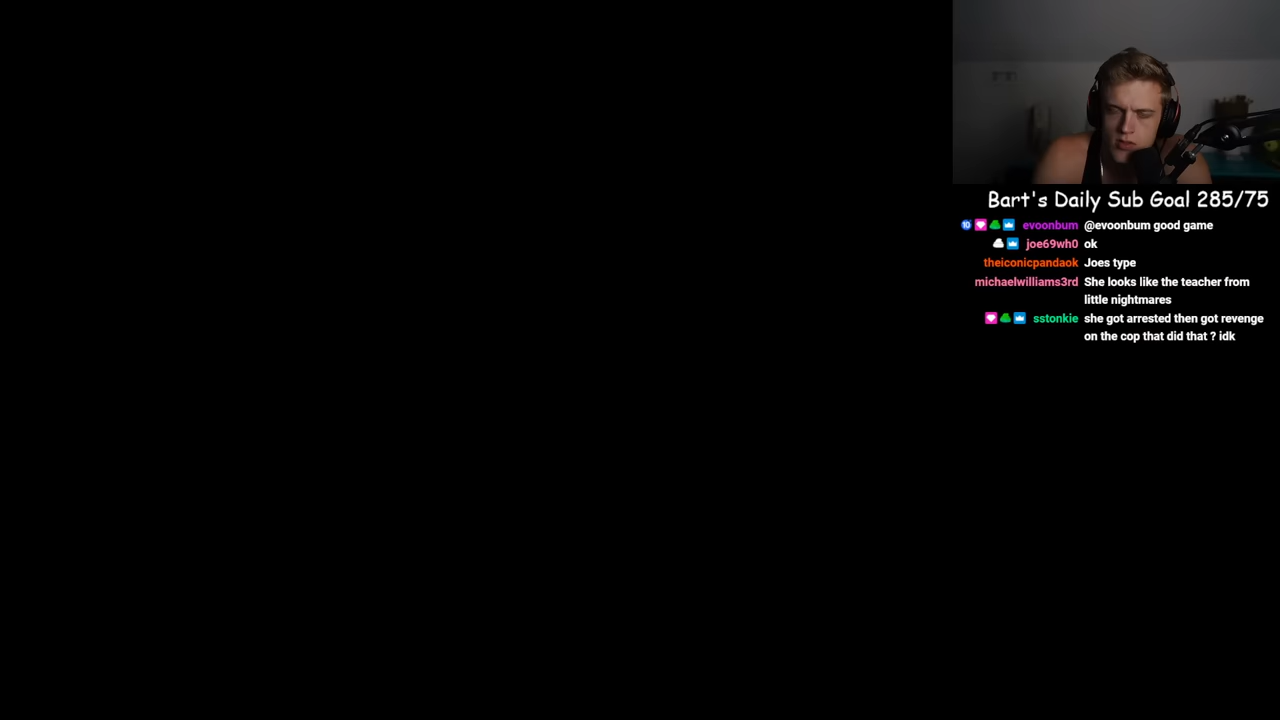 Bart's Daily Sub Goal 285/75
10 evoonbum @evoonbum good game
joe69wh0 ok
theiconicpandaok Joes type
michaelwilliams3rd She looks like the teacher from
little nightmares
sstonkie she got arrested then got revenge
on the cop that did that ? idk